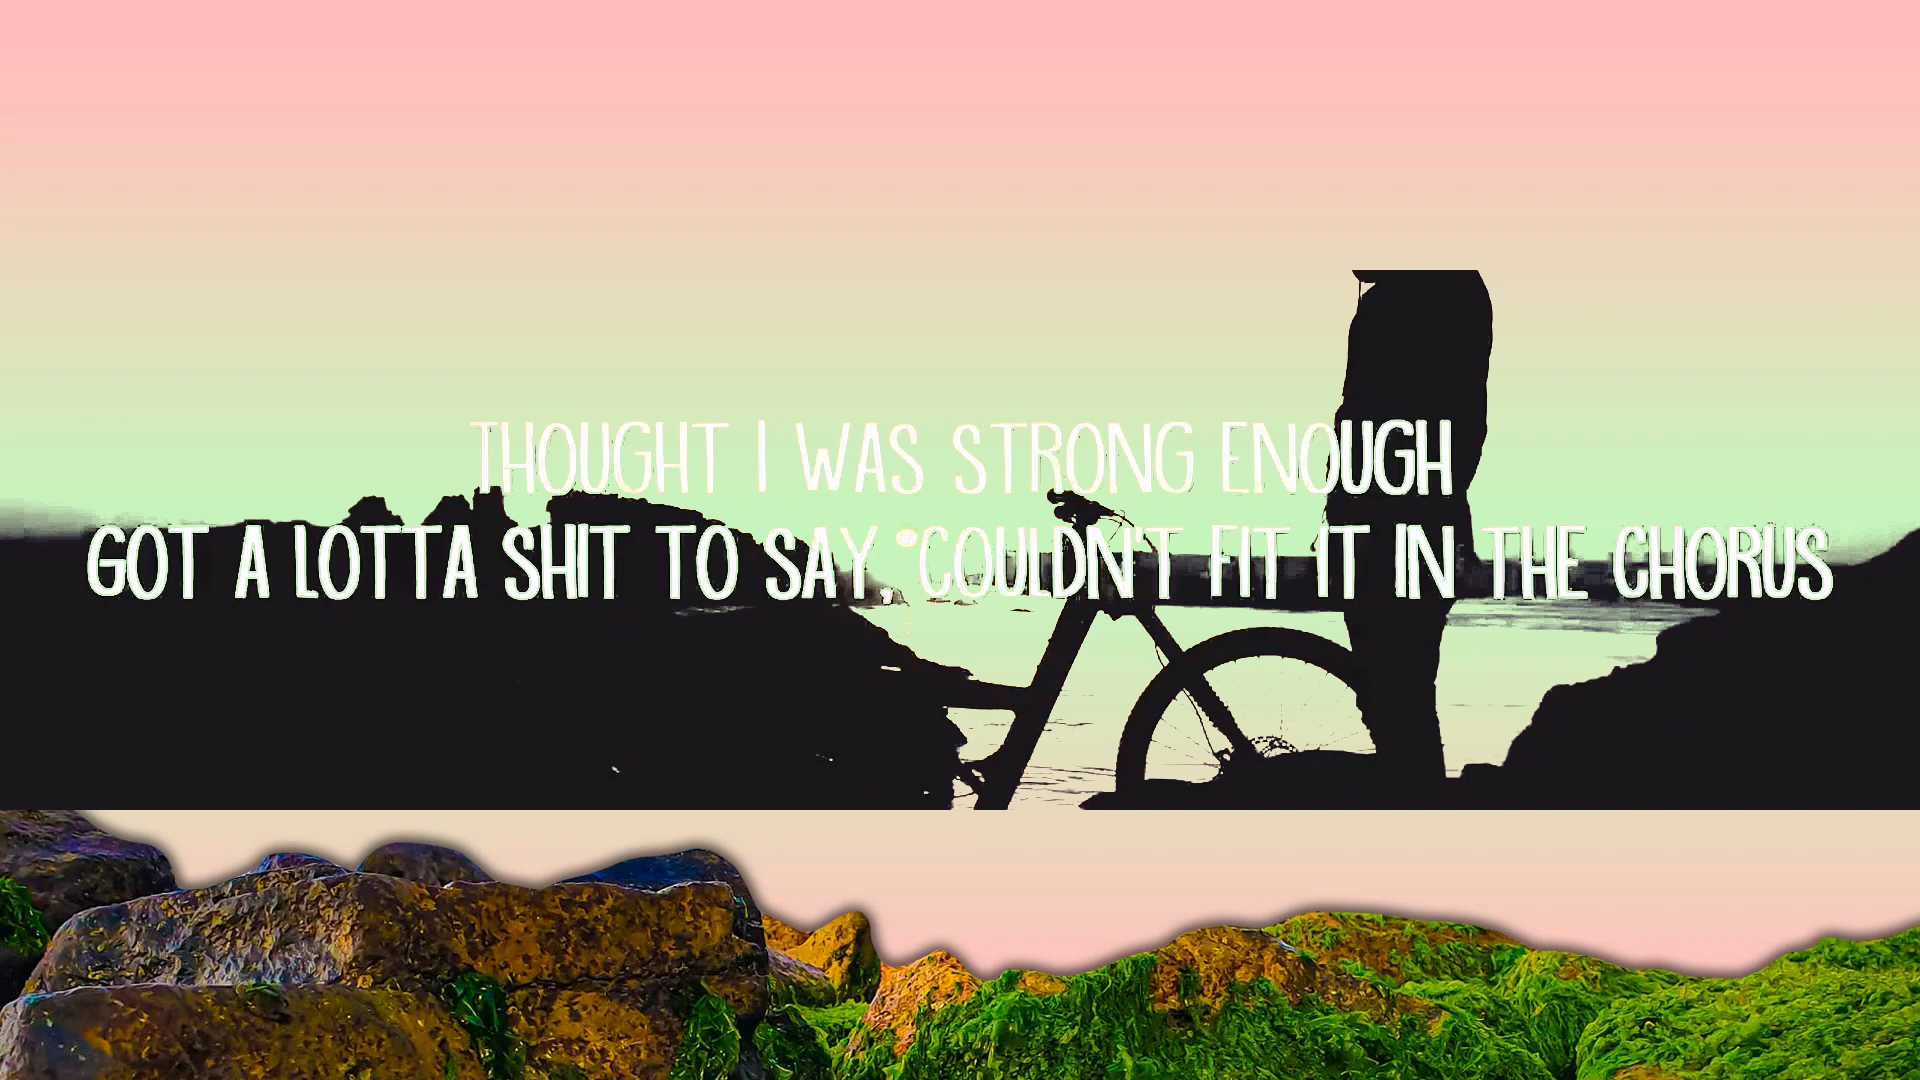 THOUGHT I WAS STRONG ENOUGH
GOT A LOTTA SHIT TO SAY, COULDN'T FIT IT IN THE CHORUS